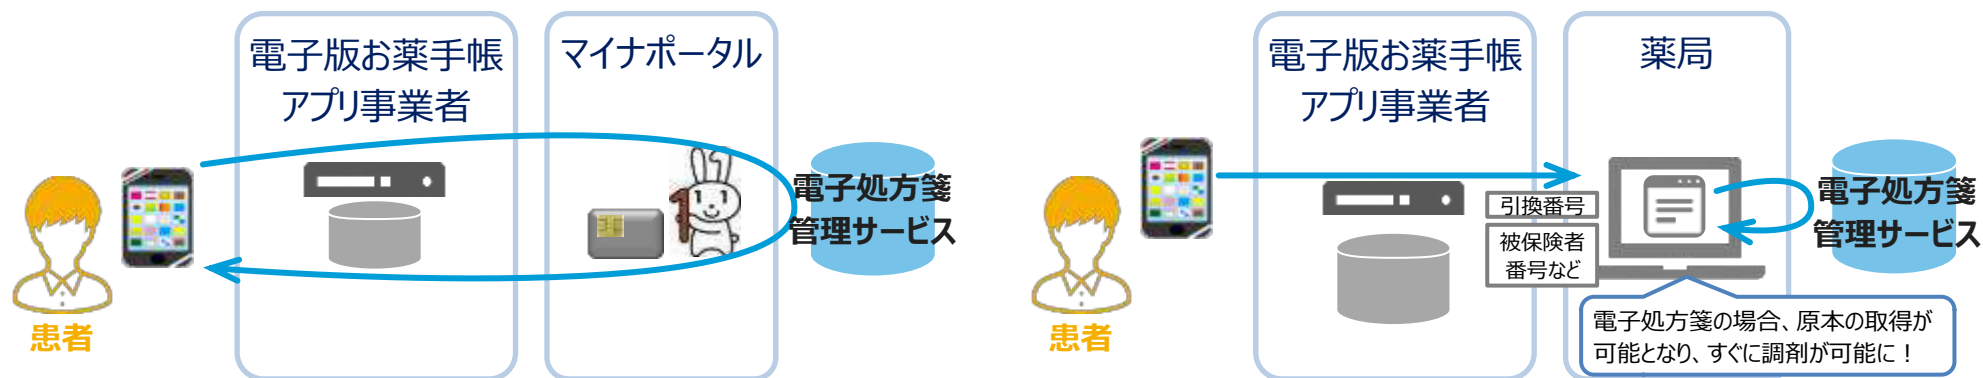 電子版お薬手帳
アプリ事業者
マイナポータル
電子処方箋
管理サービス
患者
電子版お薬手帳
アプリ事業者
薬局
引換番号
被保険者
番号など
電子処方箋
管理サービス
患者
電子処方箋の場合、原本の取得が
可能となり、すぐに調剤が可能に！